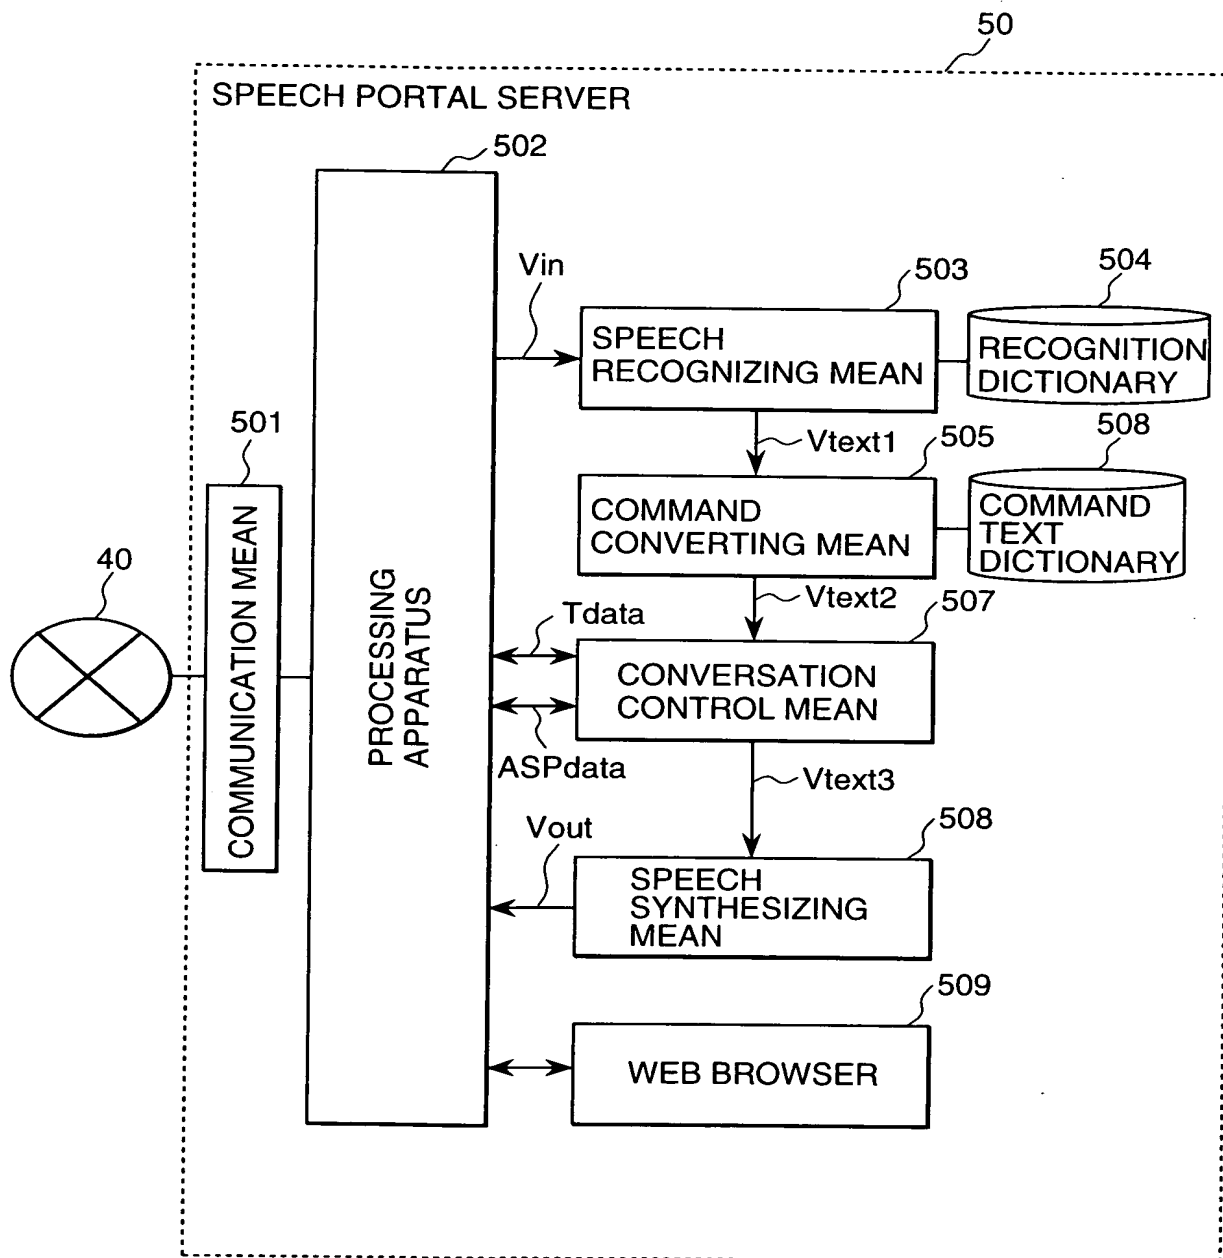 50
SPEECH PORTAL SERVER
502
Vin
503
504
SPEECH
RECOGNIZING MEAN
RECOGNITION
DICTIONARY
501
Vtext1
505
508
COMMUNICATION MEAN
COMMAND
CONVERTING MEAN
COMMAND
TEXT
DICTIONARY
40
PROCESSING
APPARATUS
Vtext2
507
Tdata
CONVERSATION
CONTROL MEAN
ASPdata
Vtext3
Vout
508
SPEECH
SYNTHESIZING
MEAN
509
WEB BROWSER